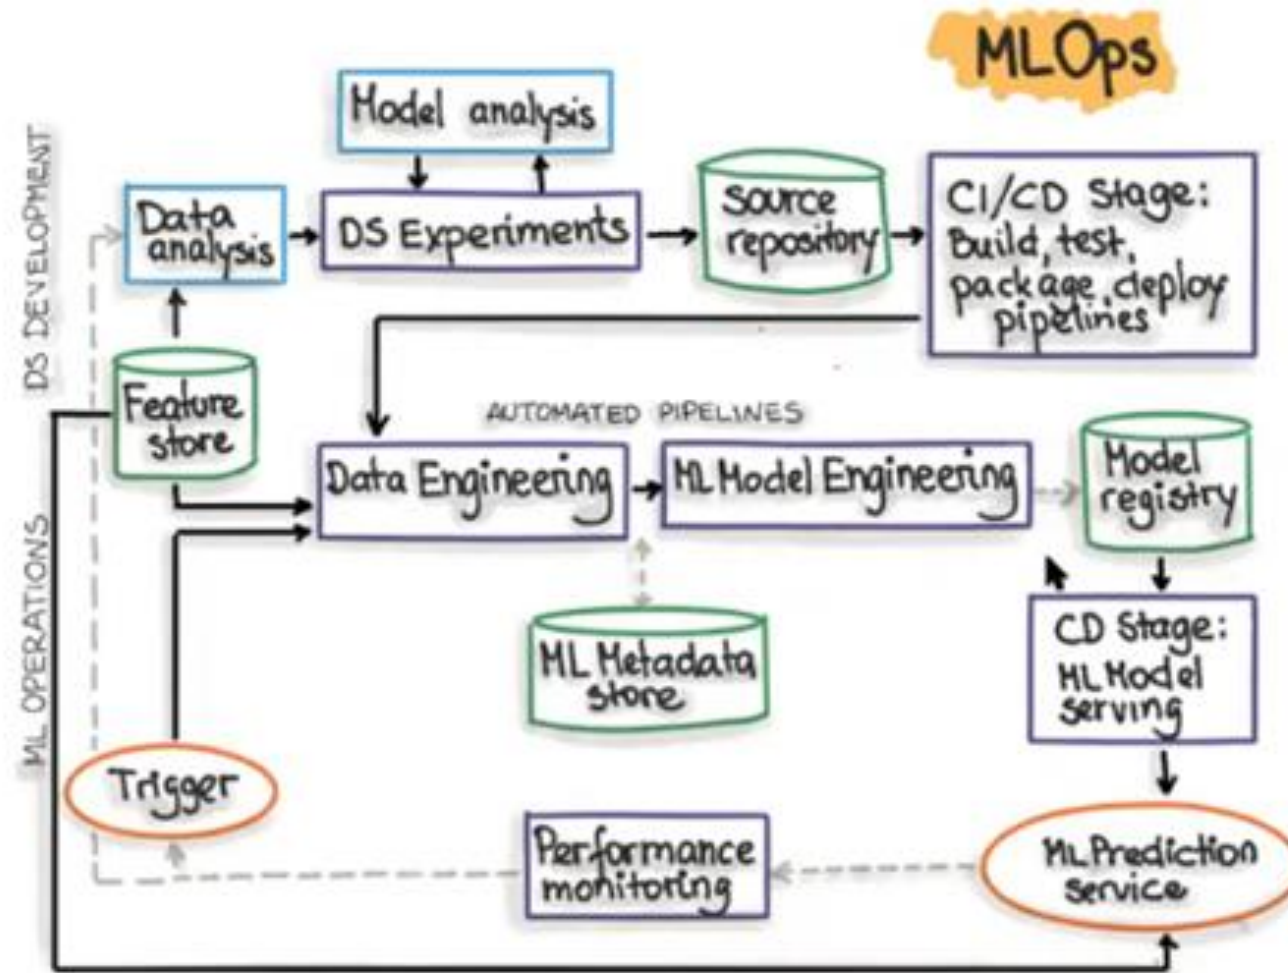 MLOps
Model analysis
DS DEVELOPMENT
Data
analysis
DS Experiments
source
repository
CI/CD Stage:
Build, test,
package, deploy
pipelines
Feature
store
AUTOMATED PIPELINES
Data Engineering
ML Model Engineering
Model
registry
ML OPERATIONS
ML Metadata
store
CD Stage:
ML Model
serving
Trigger
Performance
monitoring
ML Prediction
service